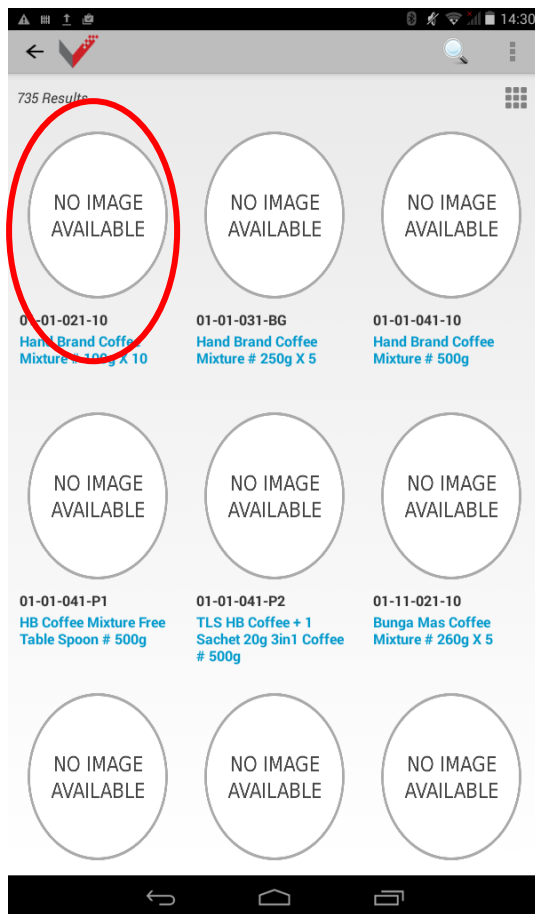 14:30
735 Results
NO IMAGE
AVAILABLE
NO IMAGE
AVAILABLE
NO IMAGE
AVAILABLE
01-01-021-10
Hand Brand Coffee
Mixture # 100g X 10
01-01-031-BG
Hand Brand Coffee
Mixture # 250g X 5
01-01-041-10
Hand Brand Coffee
Mixture # 500g
NO IMAGE
AVAILABLE
NO IMAGE
AVAILABLE
NO IMAGE
AVAILABLE
01-01-041-P1
HB Coffee Mixture Free
Table Spoon # 500g
01-01-041-P2
TLS HB Coffee + 1
Sachet 20g 3in1 Coffee
# 500g
01-11-021-10
Bunga Mas Coffee
Mixture # 260g X 5
NO IMAGE
AVAILABLE
NO IMAGE
AVAILABLE
NO IMAGE
AVAILABLE